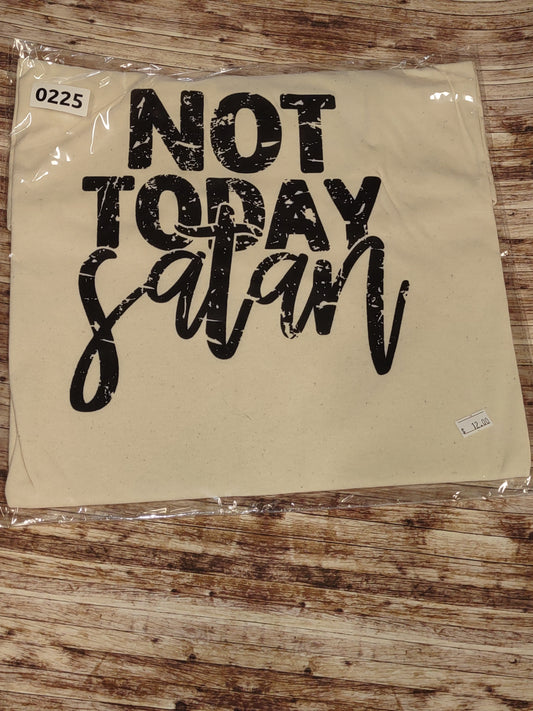 0225
NOT
TODAY
Satan
£ 12.00